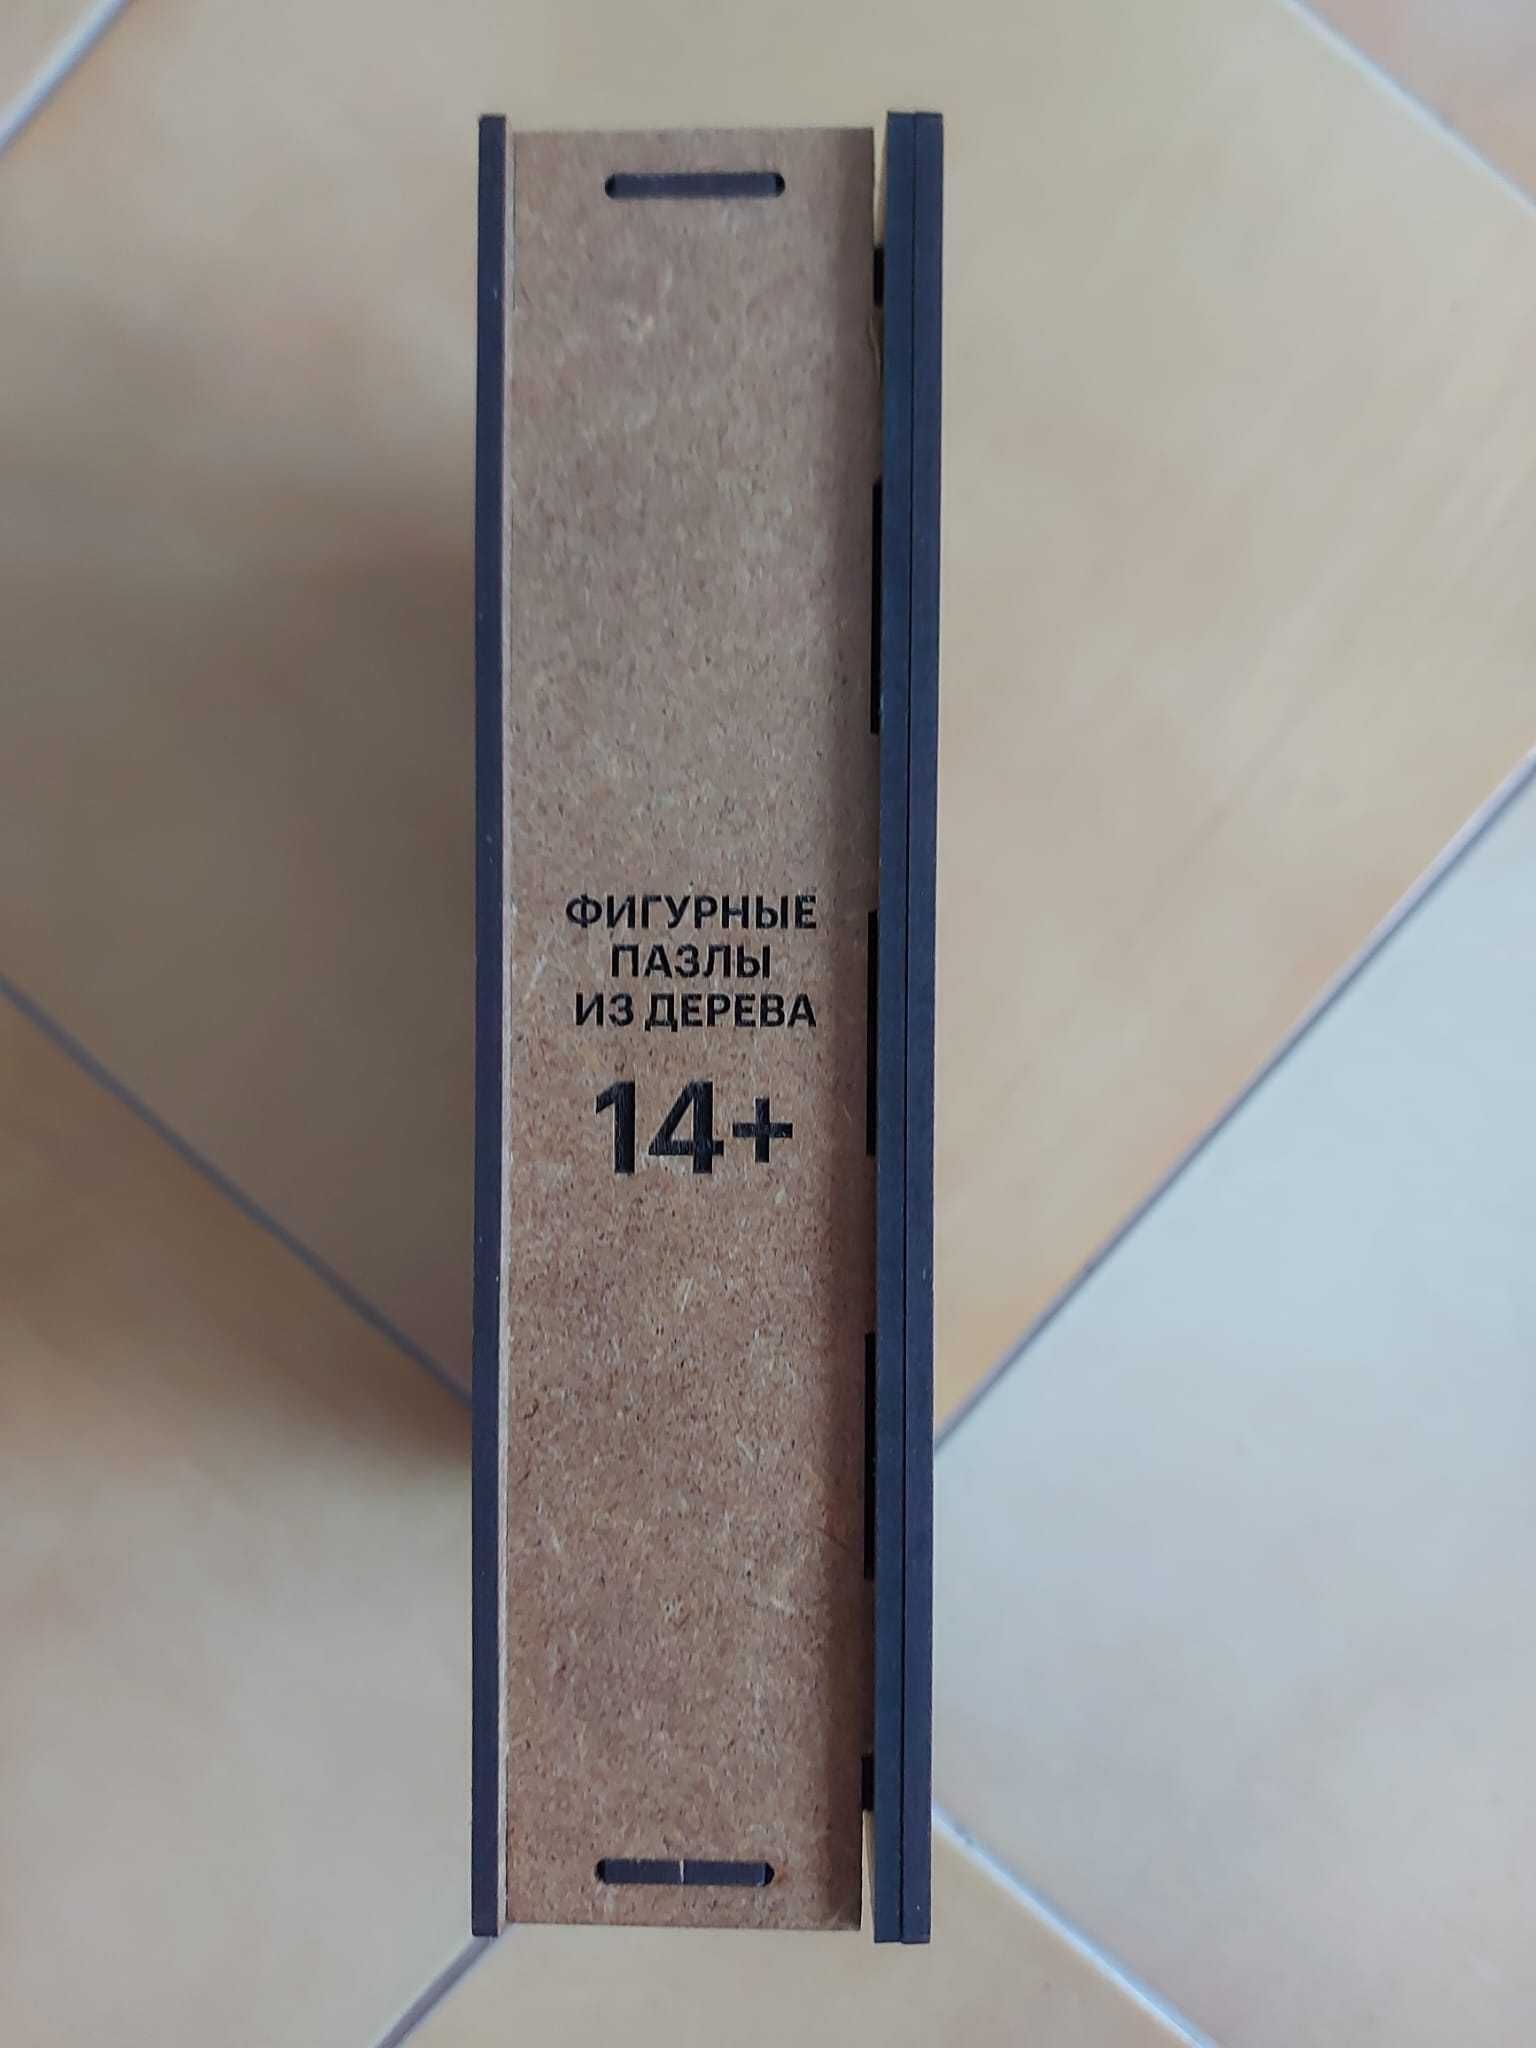 ФИГУРНЫЕ
ПАЗЛЫ
ИЗ ДЕРЕВА
14+